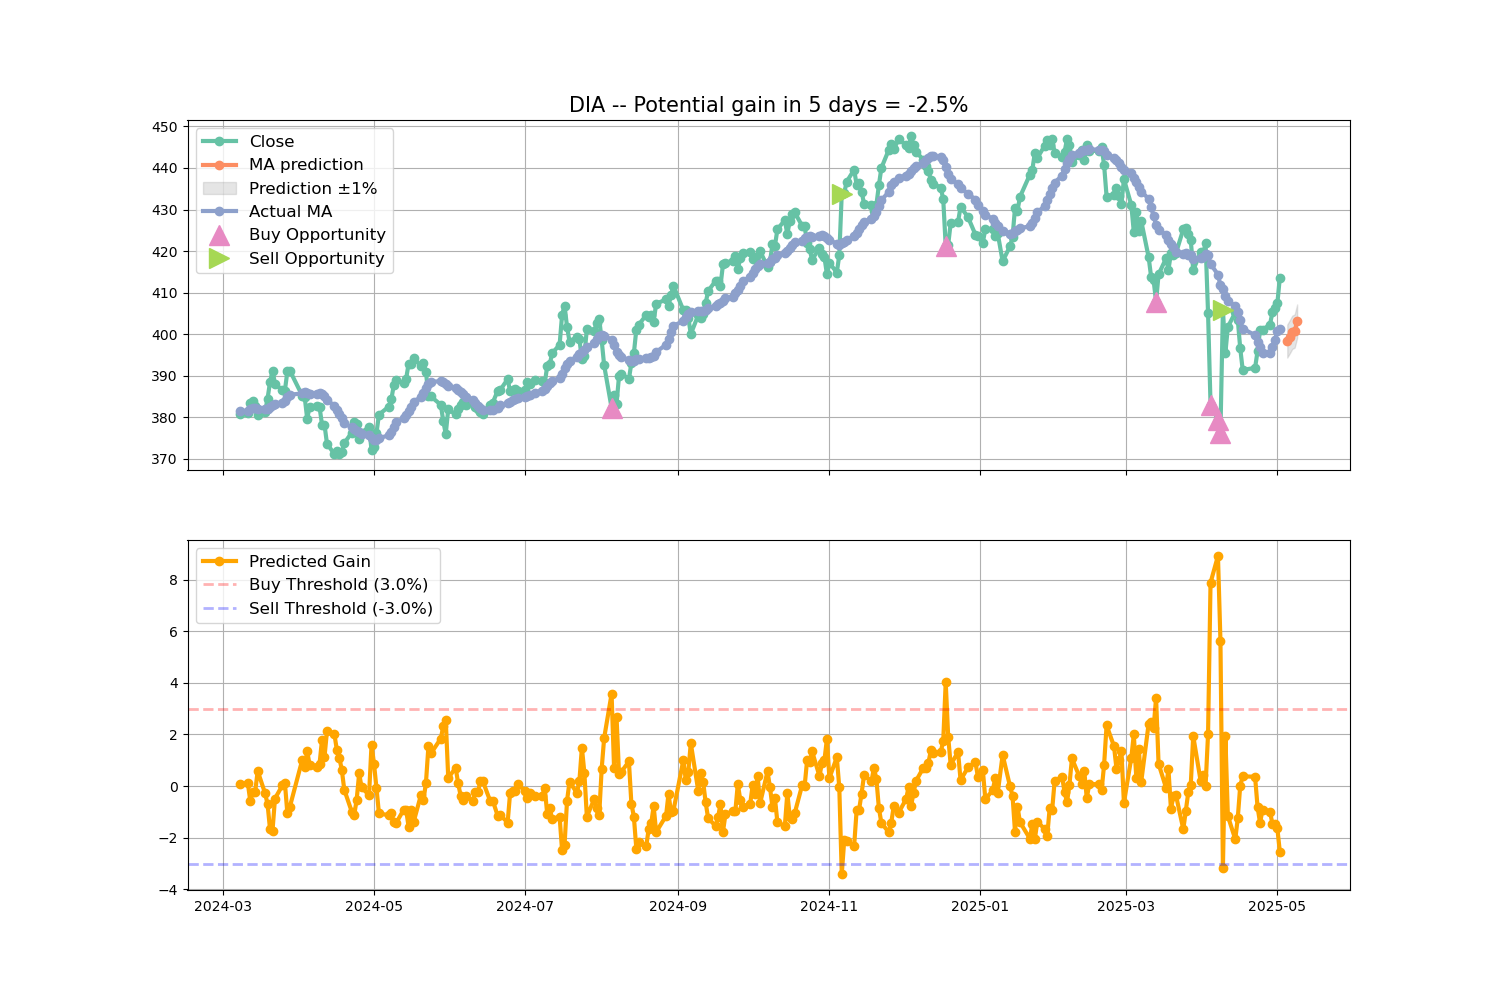 DIA -- Potential gain in 5 days = -2.5%
450
440
430
420
410
400
390
380
370
Close
MA prediction
Prediction ±1%
Actual MA
Buy Opportunity
Sell Opportunity
8
6
4
2
0
−2
−4
Predicted Gain
Buy Threshold (3.0%)
Sell Threshold (-3.0%)
2024-03 2024-05 2024-07 2024-09 2024-11 2025-01 2025-03 2025-05